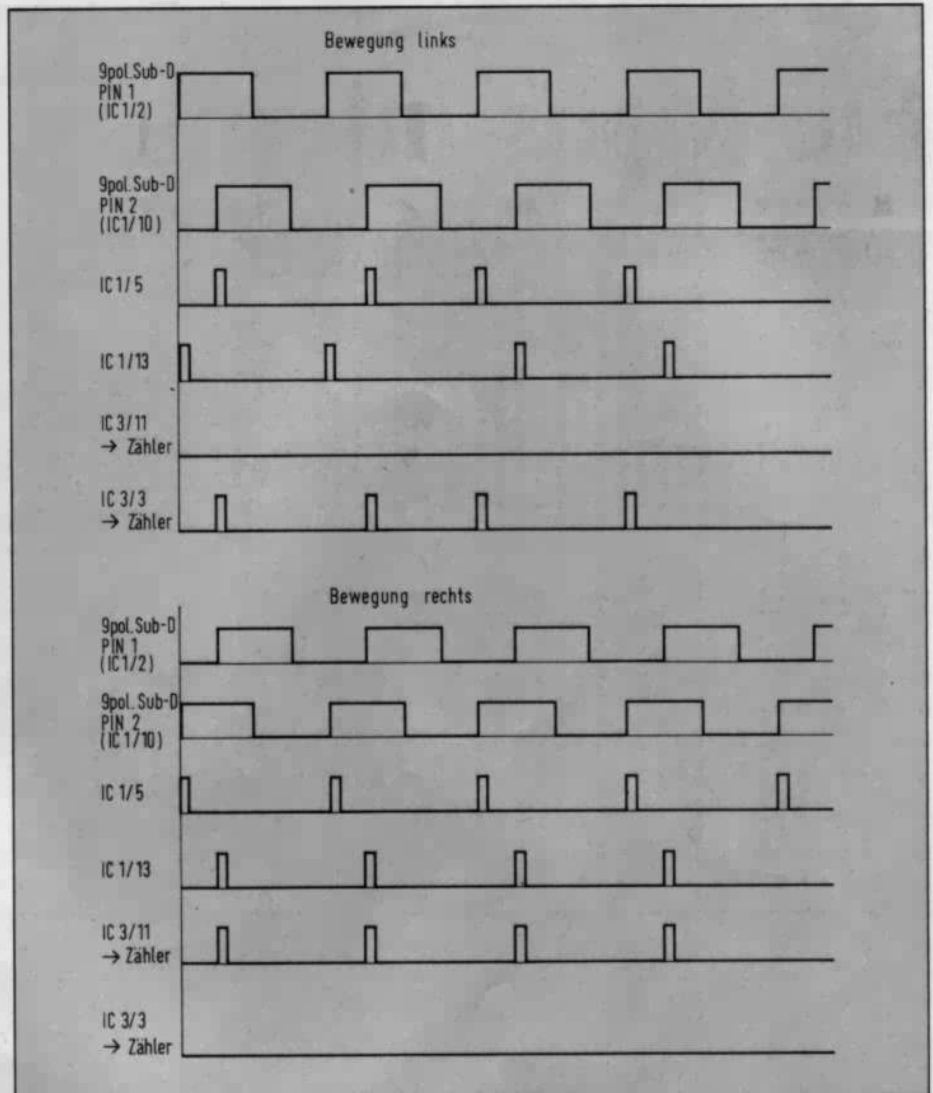 Bewegung links
9pol.Sub-D
PIN 1
(IC1/2)
9pol.Sub-D
PIN 2
(IC1/10)
IC 1/5
IC 1/13
IC 3/11
→ Zähler
IC 3/3
→ Zähler
Bewegung rechts
9pol.Sub-D
PIN 1
(IC1/2)
9pol.Sub-D
PIN 2
(IC 1/10)
IC 1/5
IC 1/13
IC 3/11
→ Zähler
IC 3/3
→ Zähler